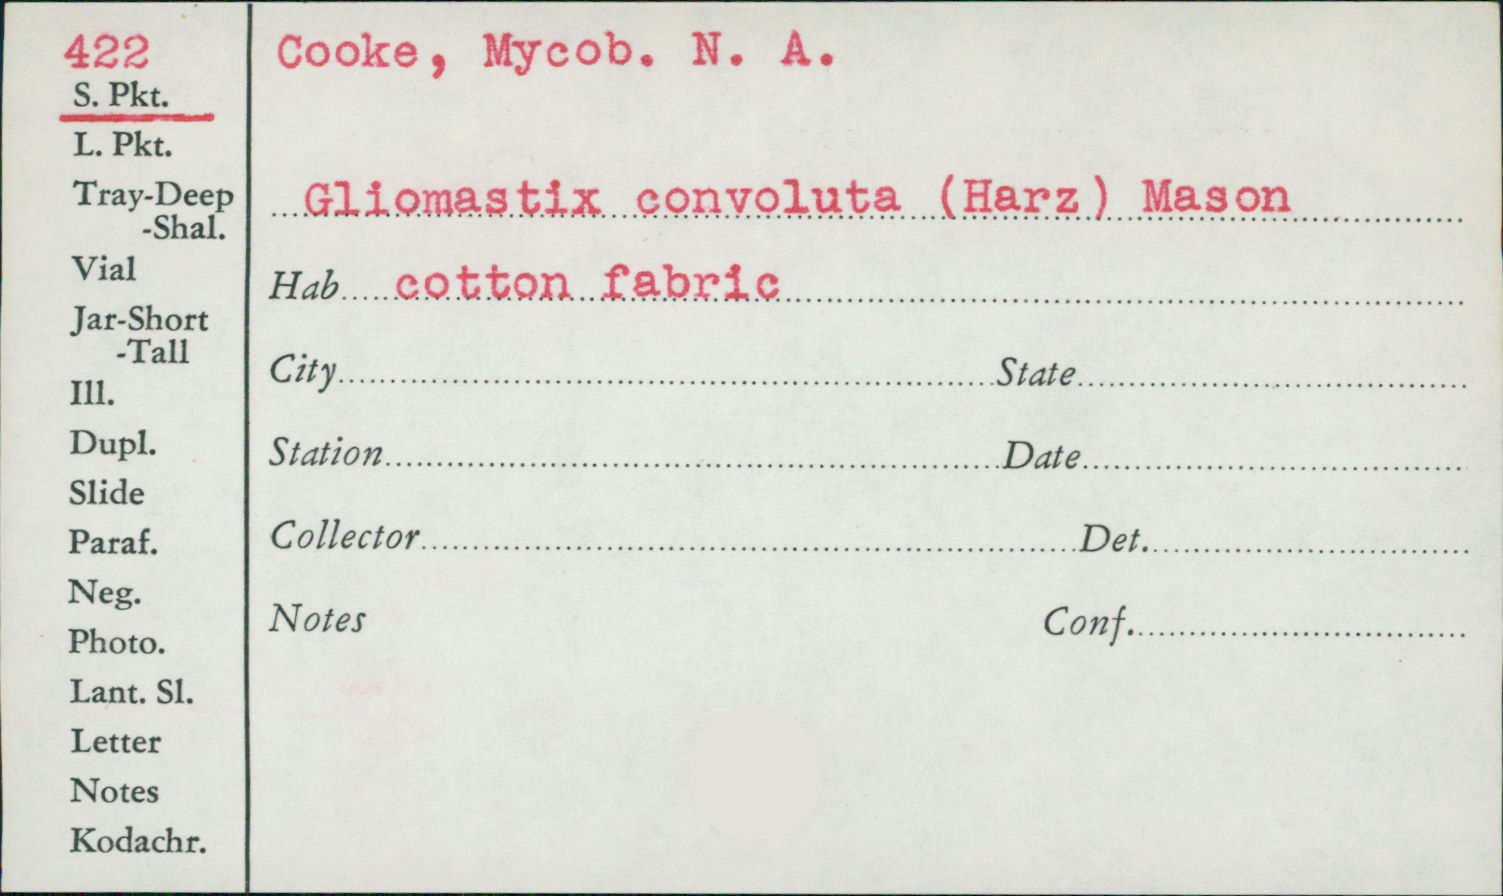 422
S. Pkt.
L. Pkt.
Tray-Deep
-Shal.
Vial
Jar-Short
-Tall
Ill.
Dupl.
Slide
Paraf.
Neg.
Photo.
Lant. Sl.
Letter
Notes
Kodachr.
Cooke, Mycob. N. A.
Gliomastix convoluta (Harz) Mason
Hab cotton fabric
City State
Station Date
Collector Det.
Notes Conf.